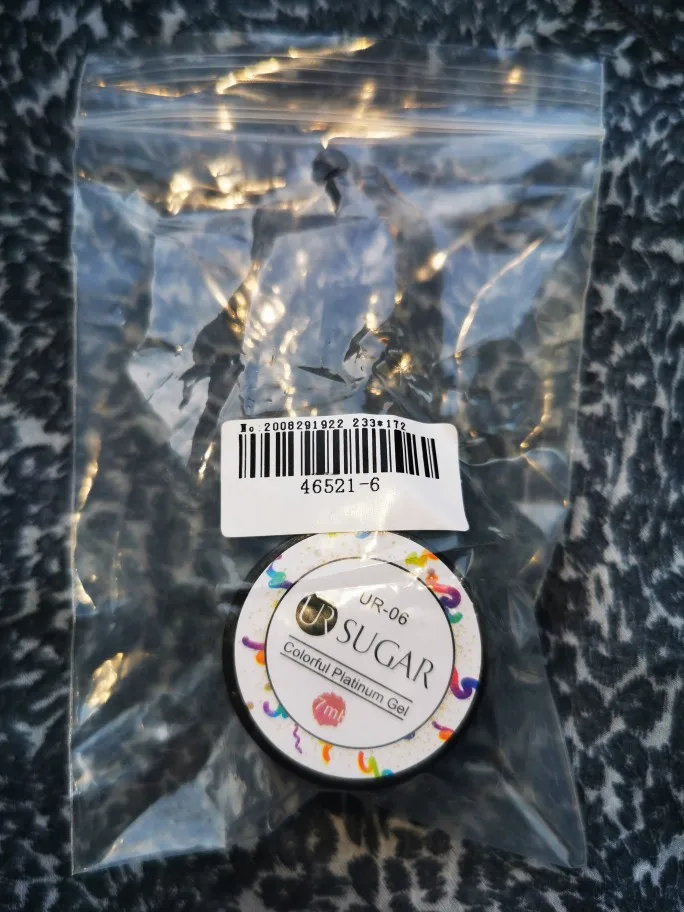 No:2008291922 233*172
46521-6
UR-06
UR SUGAR
Colorful Platinum Gel
7ml